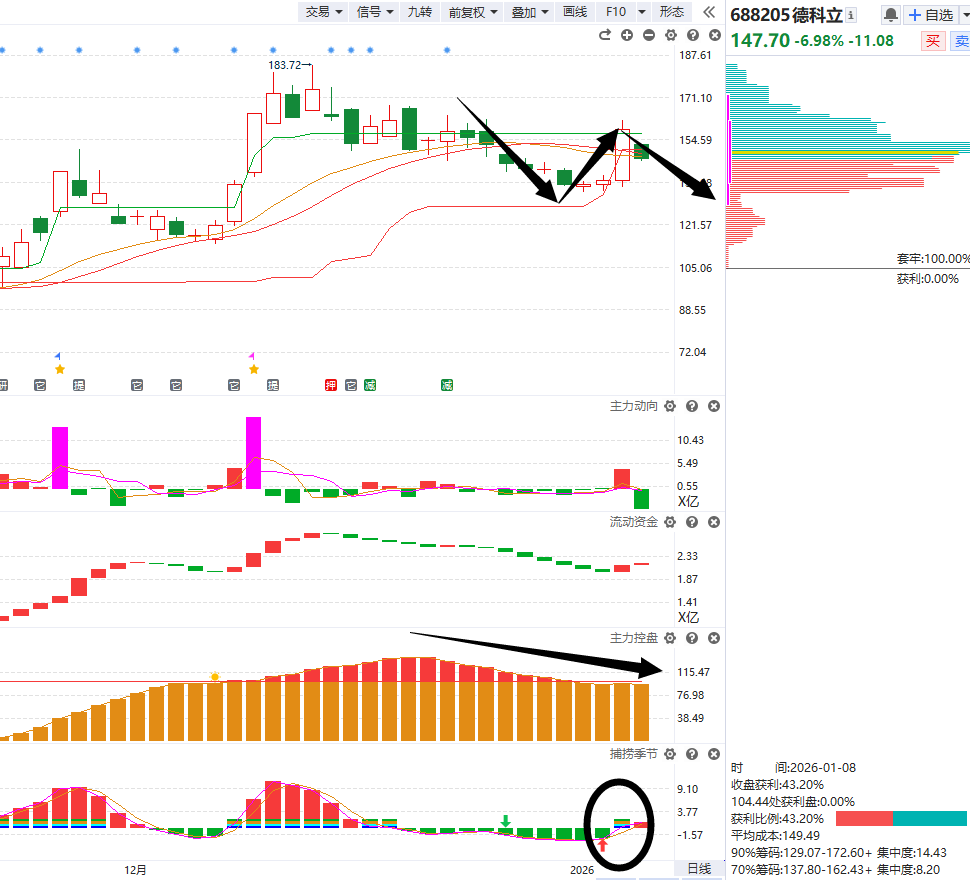 交易 信号 九转 前复权 叠加 画线 F10 形态
688205德科立
自选
147.70 -6.98% -11.08
买 卖
187.61
183.72
171.10
154.59
121.57
105.06
88.55
72.04
套牢:100.00%
获利:0.00%
研 它 提 它 它 它 提 押 它 减 减
主力动向
10.43
5.49
0.55
X亿
流动资金
2.33
1.87
1.41
X亿
主力控盘
115.47
76.98
38.49
捕捞季节
9.10
3.77
-1.57
12月 2026 日线
时 间:2026-01-08
收盘获利:43.20%
104.44处获利盘:0.00%
获利比例:43.20%
平均成本:149.49
90%筹码:129.07-172.60+ 集中度:14.43
70%筹码:137.80-162.43+ 集中度:8.20